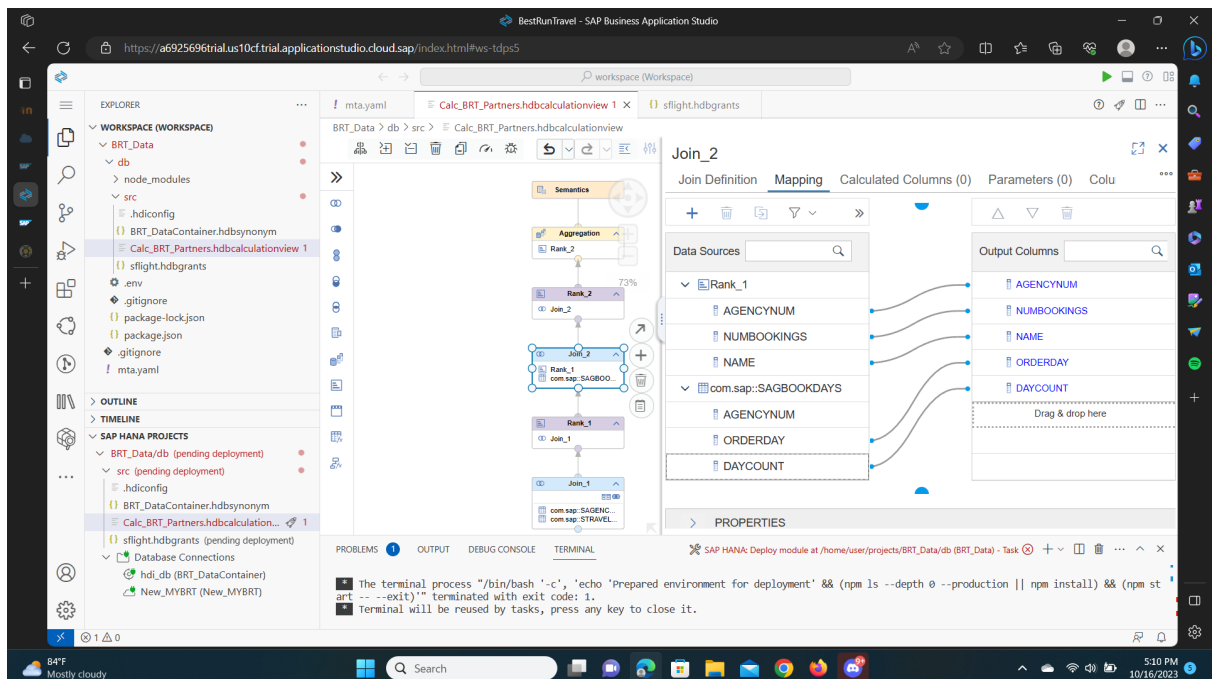 BestRunTravel - SAP Business Application Studio
https://a6925696trial.us10cf.trial.applicationstudio.cloud.sap/index.html#ws-tdps5
workspace (Workspace)
EXPLORER
WORKSPACE (WORKSPACE)
BRT_Data
db
node_modules
src
.hdiconfig
BRT_DataContainer.hdbsynonym
Calc_BRT_Partners.hdbcalculationview 1
sflight.hdbgrants
.env
.gitignore
package-lock.json
package.json
.gitignore
mta.yaml
OUTLINE
TIMELINE
SAP HANA PROJECTS
BRT_Data/db (pending deployment)
src (pending deployment)
.hdiconfig
BRT_DataContainer.hdbsynonym
Calc_BRT_Partners.hdbcalculation... 1
sflight.hdbgrants (pending deployment)
Database Connections
hdi_db (BRT_DataContainer)
New_MYBRT (New_MYBRT)
mta.yaml
Calc_BRT_Partners.hdbcalculationview 1
sflight.hdbgrants
BRT_Data > db > src > Calc_BRT_Partners.hdbcalculationview
Semantics
Aggregation
Rank_2
73%
Rank_2
Join_2
Join_2
Rank_1
com.sap::SAGBOO...
Rank_1
Join_1
Join_1
com.sap::SAGENC...
com.sap::STRAVEL...
Join_2
Join Definition Mapping Calculated Columns (0) Parameters (0) Colu
Data Sources
Rank_1
AGENCYNUM
NUMBOOKINGS
NAME
com.sap::SAGBOOKDAYS
AGENCYNUM
ORDERDAY
DAYCOUNT
Output Columns
AGENCYNUM
NUMBOOKINGS
NAME
ORDERDAY
DAYCOUNT
Drag & drop here
PROPERTIES
PROBLEMS 1 OUTPUT DEBUG CONSOLE TERMINAL
SAP HANA: Deploy module at /home/user/projects/BRT_Data/db (BRT_Data) - Task
* The terminal process "/bin/bash '-c', 'echo 'Prepared environment for deployment' && (npm ls --depth 0 --production || npm install) && (npm st
art -- --exit)'" terminated with exit code: 1.
* Terminal will be reused by tasks, press any key to close it.
1 0
84°F
Mostly cloudy
Search
9+
5:10 PM
10/16/2023
5